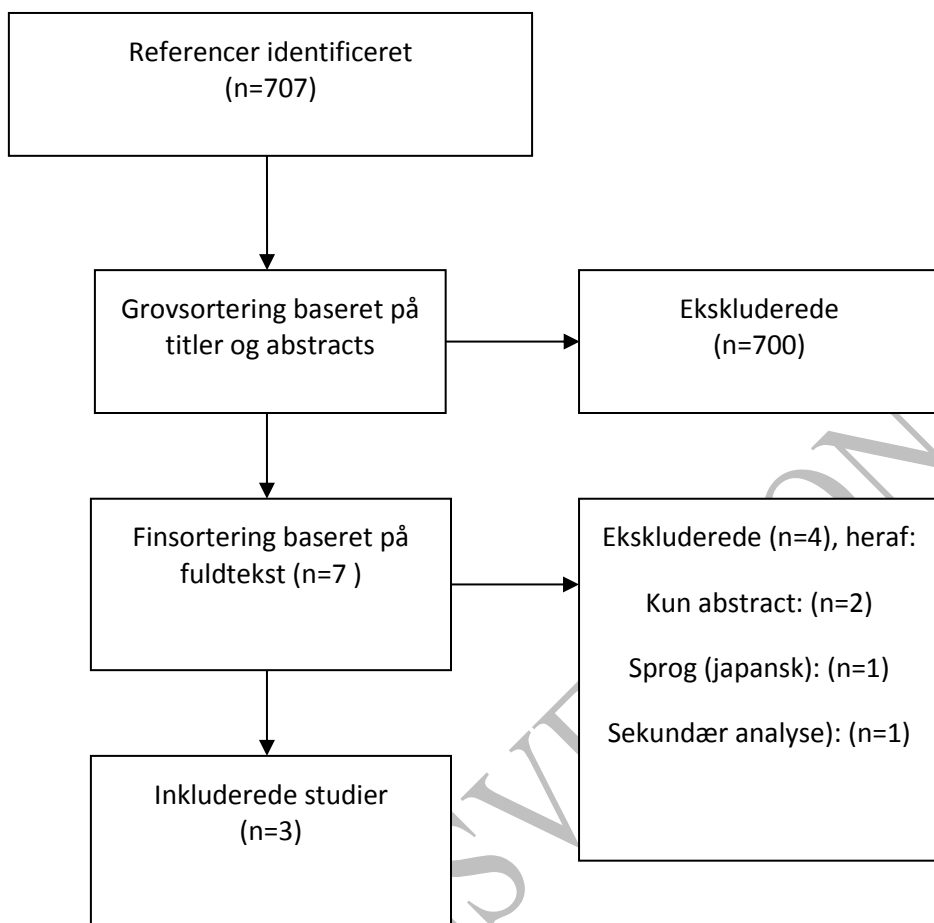 Referencer identificeret
(n=707)
Grovsortering baseret på
titler og abstracts
Ekskluderede
(n=700)
Finsortering baseret på
fuldtekst (n=7 )
Ekskluderede (n=4), heraf:
Kun abstract: (n=2)
Sprog (japansk): (n=1)
Sekundær analyse): (n=1)
Inkluderede studier
(n=3)